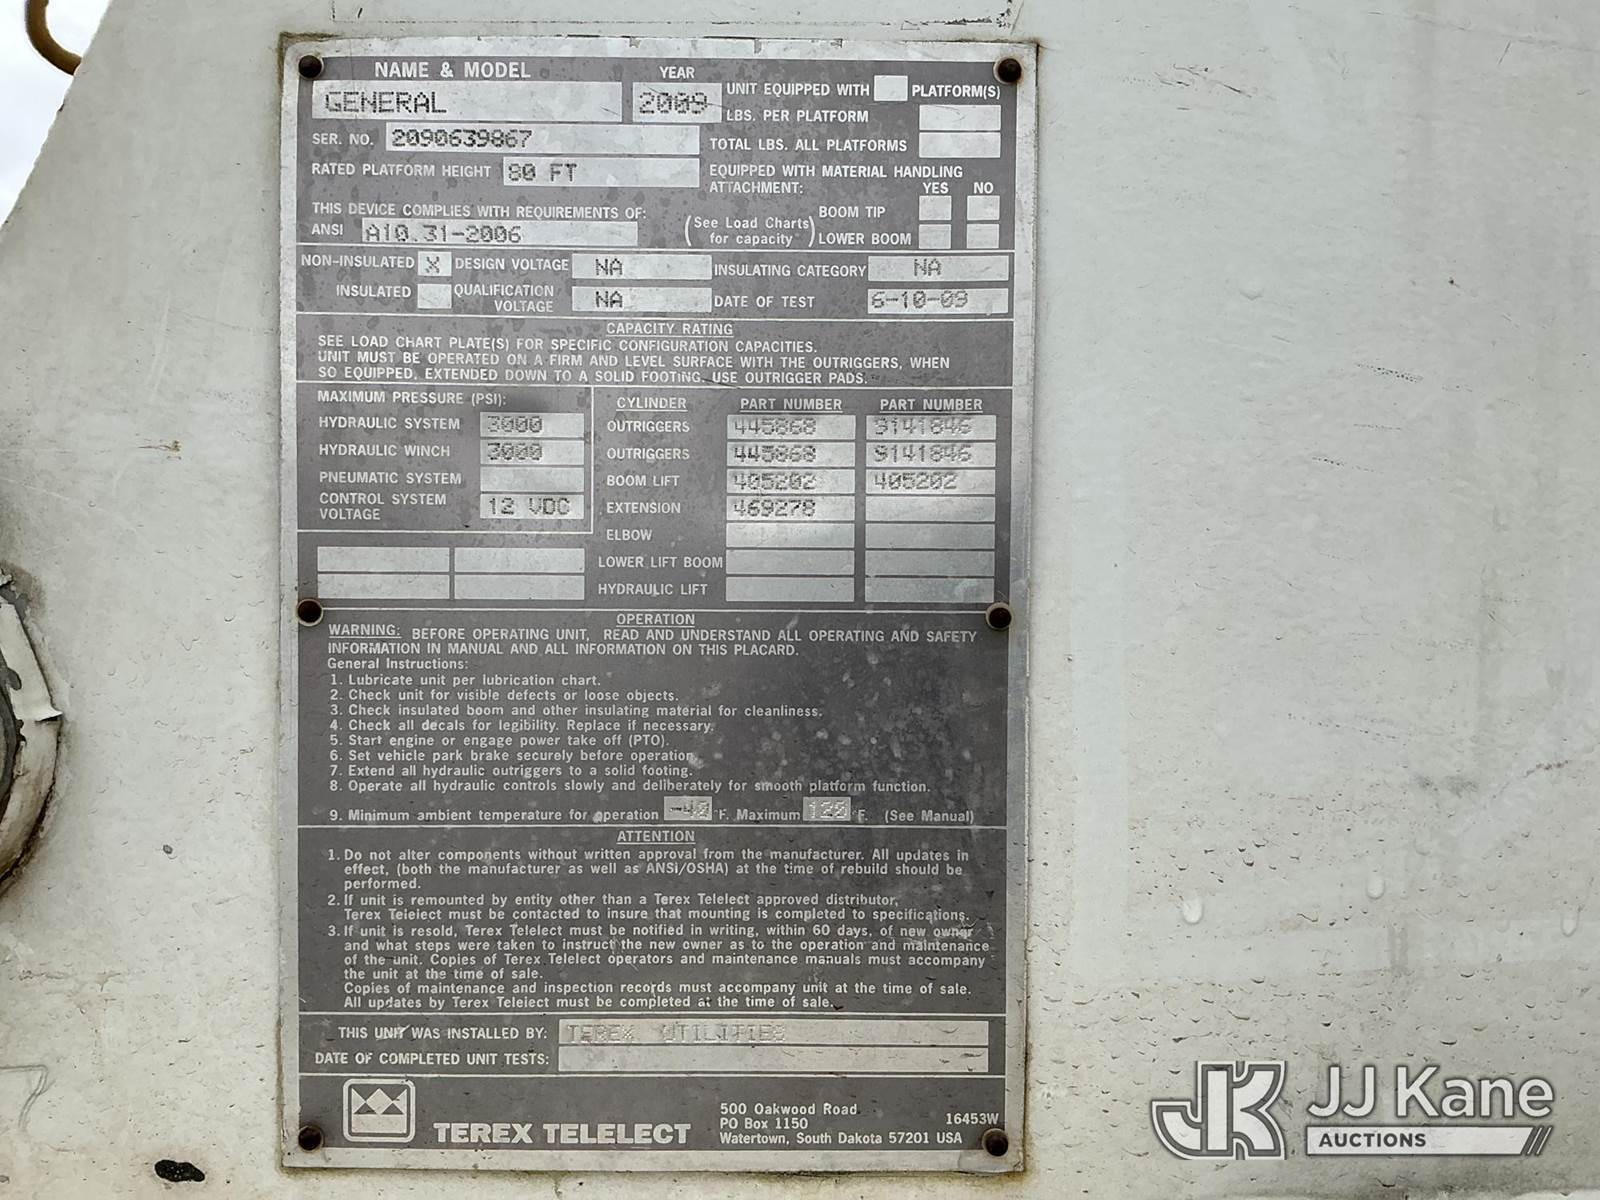 NAME & MODEL YEAR
GENERAL 2009
UNIT EQUIPPED WITH PLATFORM(S)
LBS. PER PLATFORM
SER. NO. 2090639867
TOTAL LBS. ALL PLATFORMS
RATED PLATFORM HEIGHT 80 FT
EQUIPPED WITH MATERIAL HANDLING
ATTACHMENT: YES NO
THIS DEVICE COMPLIES WITH REQUIREMENTS OF:
ANSI A10.31-2006
(See Load Charts for capacity)
BOOM TIP
LOWER BOOM
NON-INSULATED X DESIGN VOLTAGE NA INSULATING CATEGORY NA
INSULATED QUALIFICATION VOLTAGE NA DATE OF TEST 6-10-09
CAPACITY RATING
SEE LOAD CHART PLATE(S) FOR SPECIFIC CONFIGURATION CAPACITIES.
UNIT MUST BE OPERATED ON A FIRM AND LEVEL SURFACE WITH THE OUTRIGGERS, WHEN
SO EQUIPPED, EXTENDED DOWN TO A SOLID FOOTING. USE OUTRIGGER PADS.
MAXIMUM PRESSURE (PSI):
HYDRAULIC SYSTEM 3000
HYDRAULIC WINCH 3000
PNEUMATIC SYSTEM
CONTROL SYSTEM
VOLTAGE 12 VDC
CYLINDER PART NUMBER PART NUMBER
OUTRIGGERS 445868 9141846
OUTRIGGERS 445868 9141846
BOOM LIFT 405202 405202
EXTENSION 469278
ELBOW
LOWER LIFT BOOM
HYDRAULIC LIFT
OPERATION
WARNING: BEFORE OPERATING UNIT, READ AND UNDERSTAND ALL OPERATING AND SAFETY
INFORMATION IN MANUAL AND ALL INFORMATION ON THIS PLACARD.
General Instructions:
1. Lubricate unit per lubrication chart.
2. Check unit for visible defects or loose objects.
3. Check insulated boom and other insulating material for cleanliness.
4. Check all decals for legibility. Replace if necessary.
5. Start engine or engage power take off (PTO).
6. Set vehicle park brake securely before operation.
7. Extend all hydraulic outriggers to a solid footing.
8. Operate all hydraulic controls slowly and deliberately for smooth platform function.
9. Minimum ambient temperature for operation -40 °F. Maximum 120 °F. (See Manual)
ATTENTION
1. Do not alter components without written approval from the manufacturer. All updates in
effect, (both the manufacturer as well as ANSI/OSHA) at the time of rebuild should be
performed.
2. If unit is remounted by entity other than a Terex Telelect approved distributor,
Terex Telelect must be contacted to insure that mounting is completed to specifications.
3. If unit is resold, Terex Telelect must be notified in writing, within 60 days, of new owner
and what steps were taken to instruct the new owner as to the operation and maintenance
of the unit. Copies of Terex Telelect operators and maintenance manuals must accompany
the unit at the time of sale.
Copies of maintenance and inspection records must accompany unit at the time of sale.
All updates by Terex Telelect must be completed at the time of sale.
THIS UNIT WAS INSTALLED BY: TEREX UTILITIES
DATE OF COMPLETED UNIT TESTS:
TEREX TELELECT
500 Oakwood Road
PO Box 1150
Watertown, South Dakota 57201 USA
16453W
JK JJ Kane
AUCTIONS